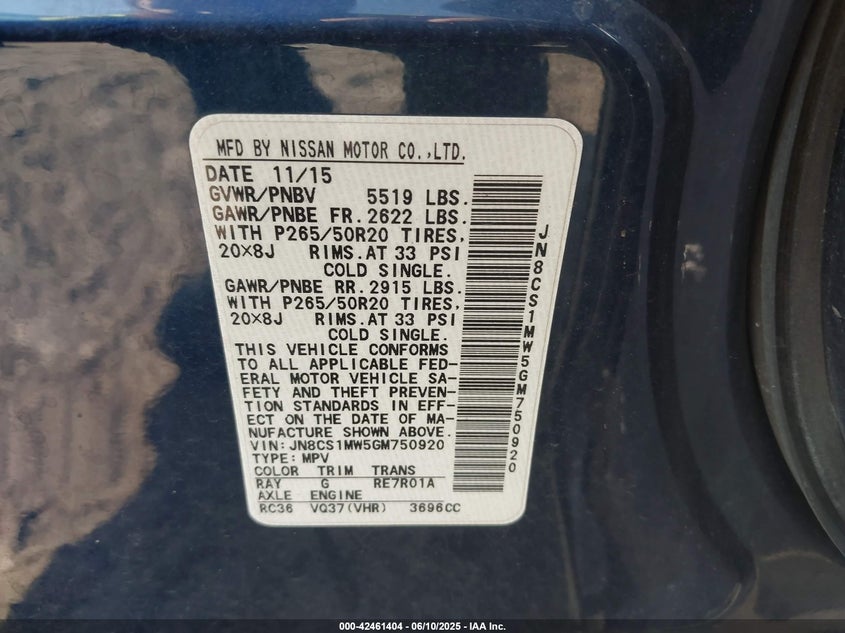 MFD BY NISSAN MOTOR CO.,LTD.
DATE 11/15
GVWR/PNBV 5519 LBS.
GAWR/PNBE FR. 2622 LBS.
WITH P265/50R20 TIRES,
20×8J RIMS. AT 33 PSI
COLD SINGLE.
GAWR/PNBE RR. 2915 LBS.
WITH P265/50R20 TIRES,
20×8J RIMS. AT 33 PSI
COLD SINGLE.
THIS VEHICLE CONFORMS
TO ALL APPLICABLE FED-
ERAL MOTOR VEHICLE SA-
FETY AND THEFT PREVEN-
TION STANDARDS IN EFF-
ECT ON THE DATE OF MA-
NUFACTURE SHOWN ABOVE.
VIN: JN8CS1MW5GM750920
TYPE: MPV
COLOR TRIM TRANS
RAY G RE7R01A
AXLE ENGINE
RC36 VQ37(VHR) 3696CC
JN8CS1MW5GM750920
000-42461404 - 06/10/2025 - IAA Inc.